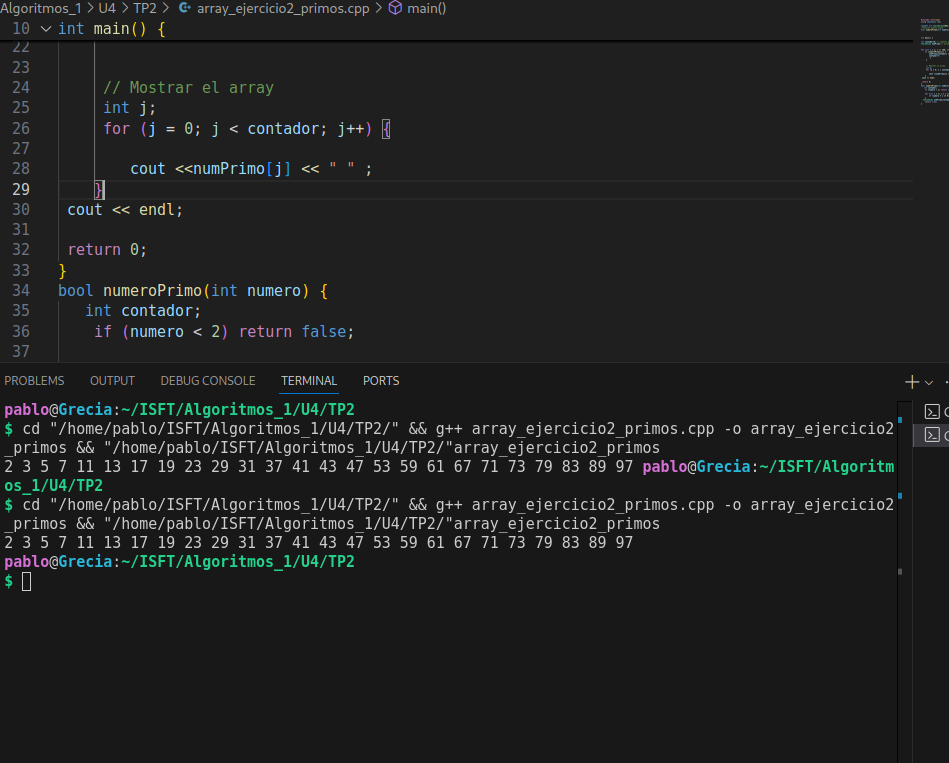 Algoritmos_1 > U4 > TP2 > array_ejercicio2_primos.cpp > main()
10 int main() {
22
23
24 // Mostrar el array
25 int j;
26 for (j = 0; j < contador; j++) {
27
28 cout <<numPrimo[j] << " " ;
29 }
30 cout << endl;
31
32 return 0;
33 }
34 bool numeroPrimo(int numero) {
35 int contador;
36 if (numero < 2) return false;
37
PROBLEMS OUTPUT DEBUG CONSOLE TERMINAL PORTS
pablo@Grecia:~/ISFT/Algoritmos_1/U4/TP2
$ cd "/home/pablo/ISFT/Algoritmos_1/U4/TP2/" && g++ array_ejercicio2_primos.cpp -o array_ejercicio2
_primos && "/home/pablo/ISFT/Algoritmos_1/U4/TP2/"array_ejercicio2_primos
2 3 5 7 11 13 17 19 23 29 31 37 41 43 47 53 59 61 67 71 73 79 83 89 97 pablo@Grecia:~/ISFT/Algoritm
os_1/U4/TP2
$ cd "/home/pablo/ISFT/Algoritmos_1/U4/TP2/" && g++ array_ejercicio2_primos.cpp -o array_ejercicio2
_primos && "/home/pablo/ISFT/Algoritmos_1/U4/TP2/"array_ejercicio2_primos
2 3 5 7 11 13 17 19 23 29 31 37 41 43 47 53 59 61 67 71 73 79 83 89 97
pablo@Grecia:~/ISFT/Algoritmos_1/U4/TP2
$